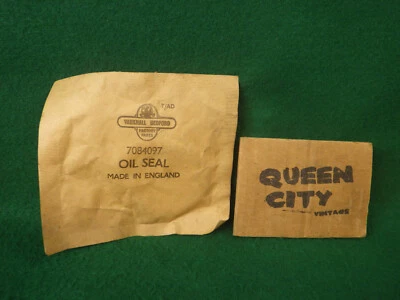 T/AD
VAUXHALL BEDFORD
7084097
OIL SEAL
MADE IN ENGLAND
QUEEN
CITY
VINTAGE